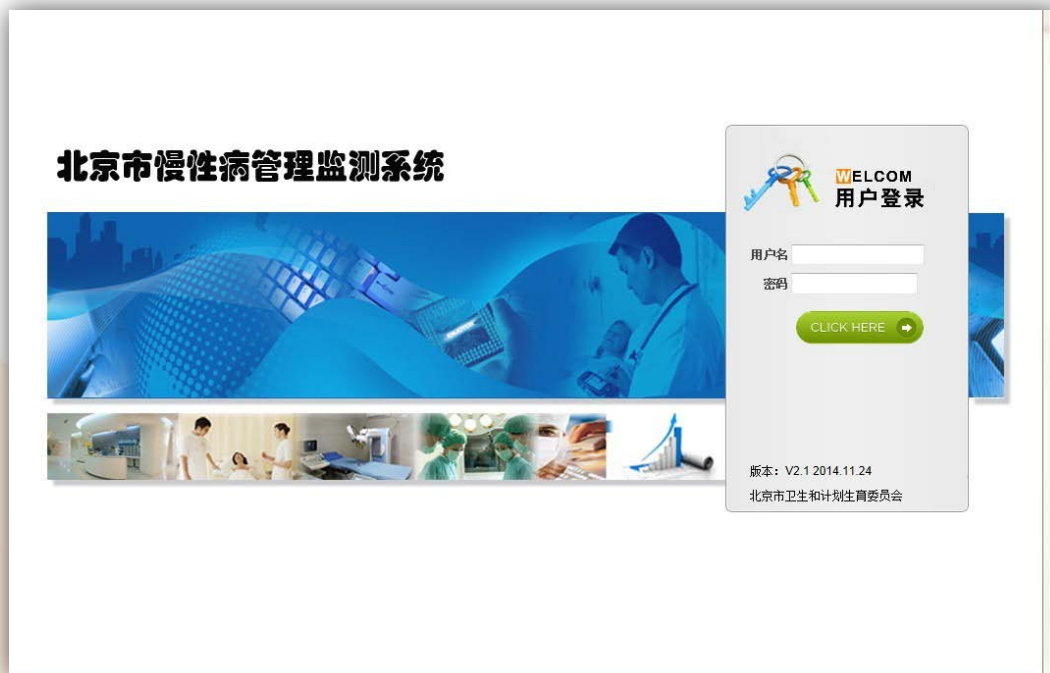 北京市慢性病管理监测系统
WELCOM
用户登录
用户名
密码
CLICK HERE
版本：V2.1 2014.11.24
北京市卫生和计划生育委员会